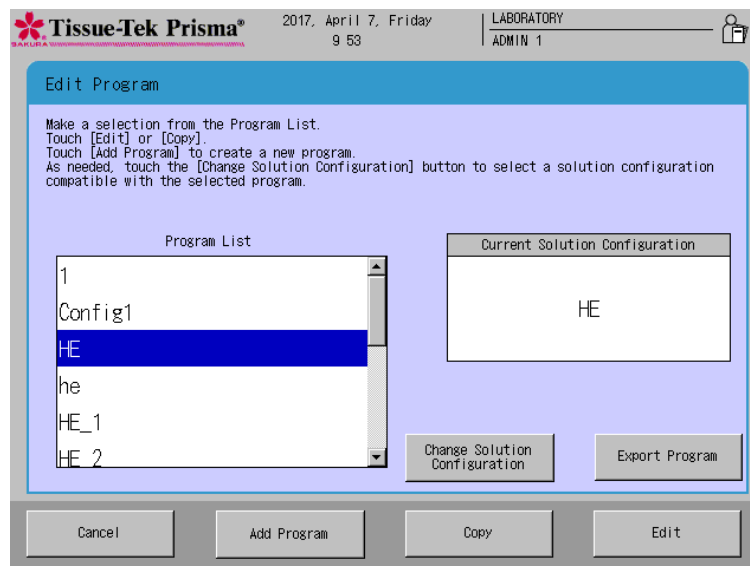 Tissue-Tek Prisma®
SAKURA
2017, April 7, Friday
9 53
LABORATORY
ADMIN 1
Edit Program
Make a selection from the Program List.
Touch [Edit] or [Copy].
Touch [Add Program] to create a new program.
As needed, touch the [Change Solution Configuration] button to select a solution configuration
compatible with the selected program.
Program List
1
Config1
HE
he
HE_1
HE_2
Current Solution Configuration
HE
Change Solution
Configuration
Export Program
Cancel
Add Program
Copy
Edit